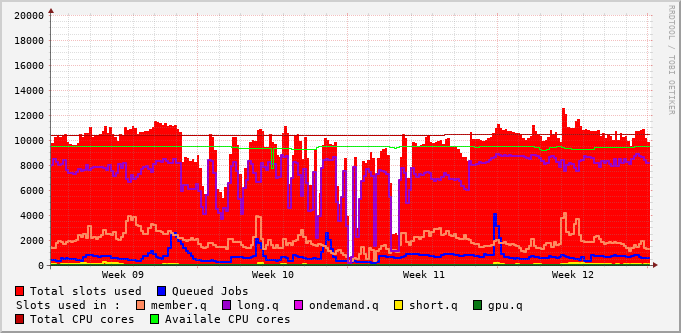 20000
18000
16000
14000
12000
10000
8000
6000
4000
2000
0
Week 09 Week 10 Week 11 Week 12
RRDTOOL / TOBI OETIKER
Total slots used Queued Jobs
Slots used in : member.q long.q ondemand.q short.q gpu.q
Total CPU cores Availale CPU cores